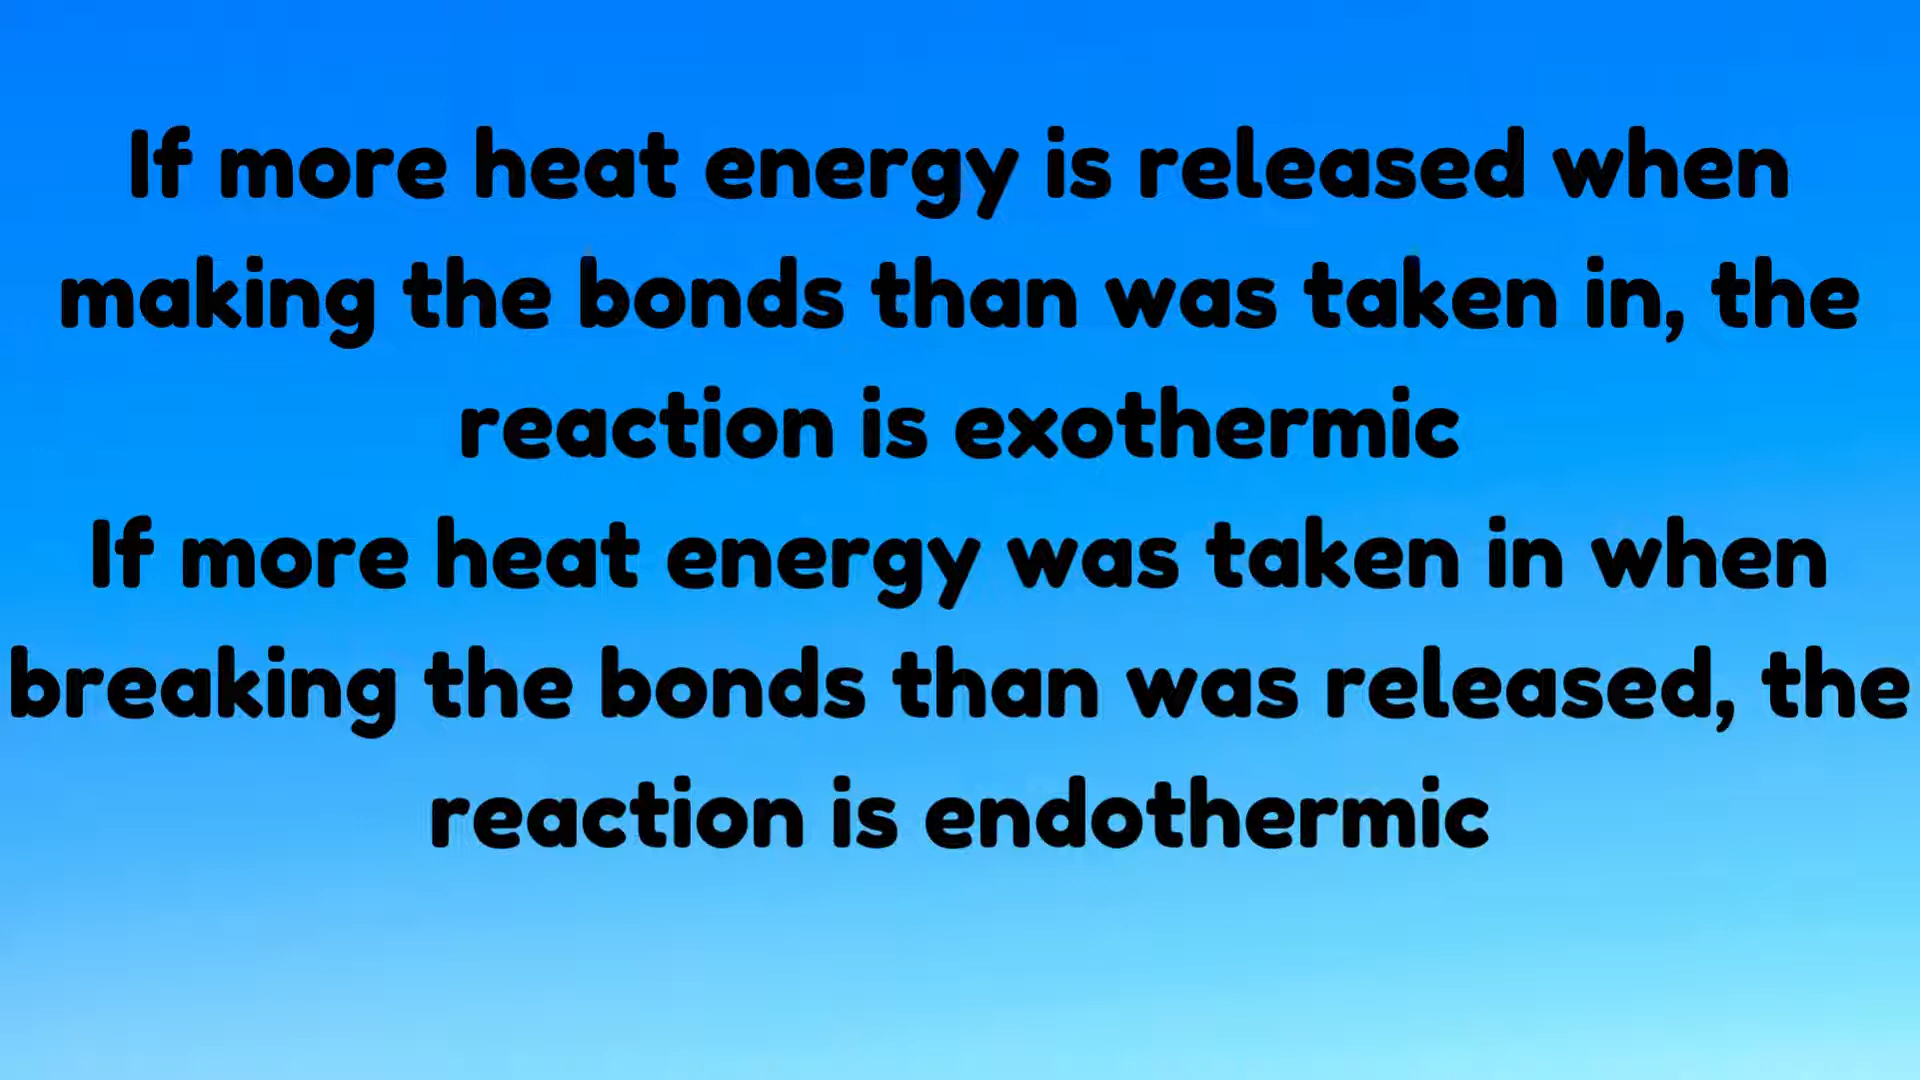 If more heat energy is released when
making the bonds than was taken in, the
reaction is exothermic
If more heat energy was taken in when
breaking the bonds than was released, the
reaction is endothermic